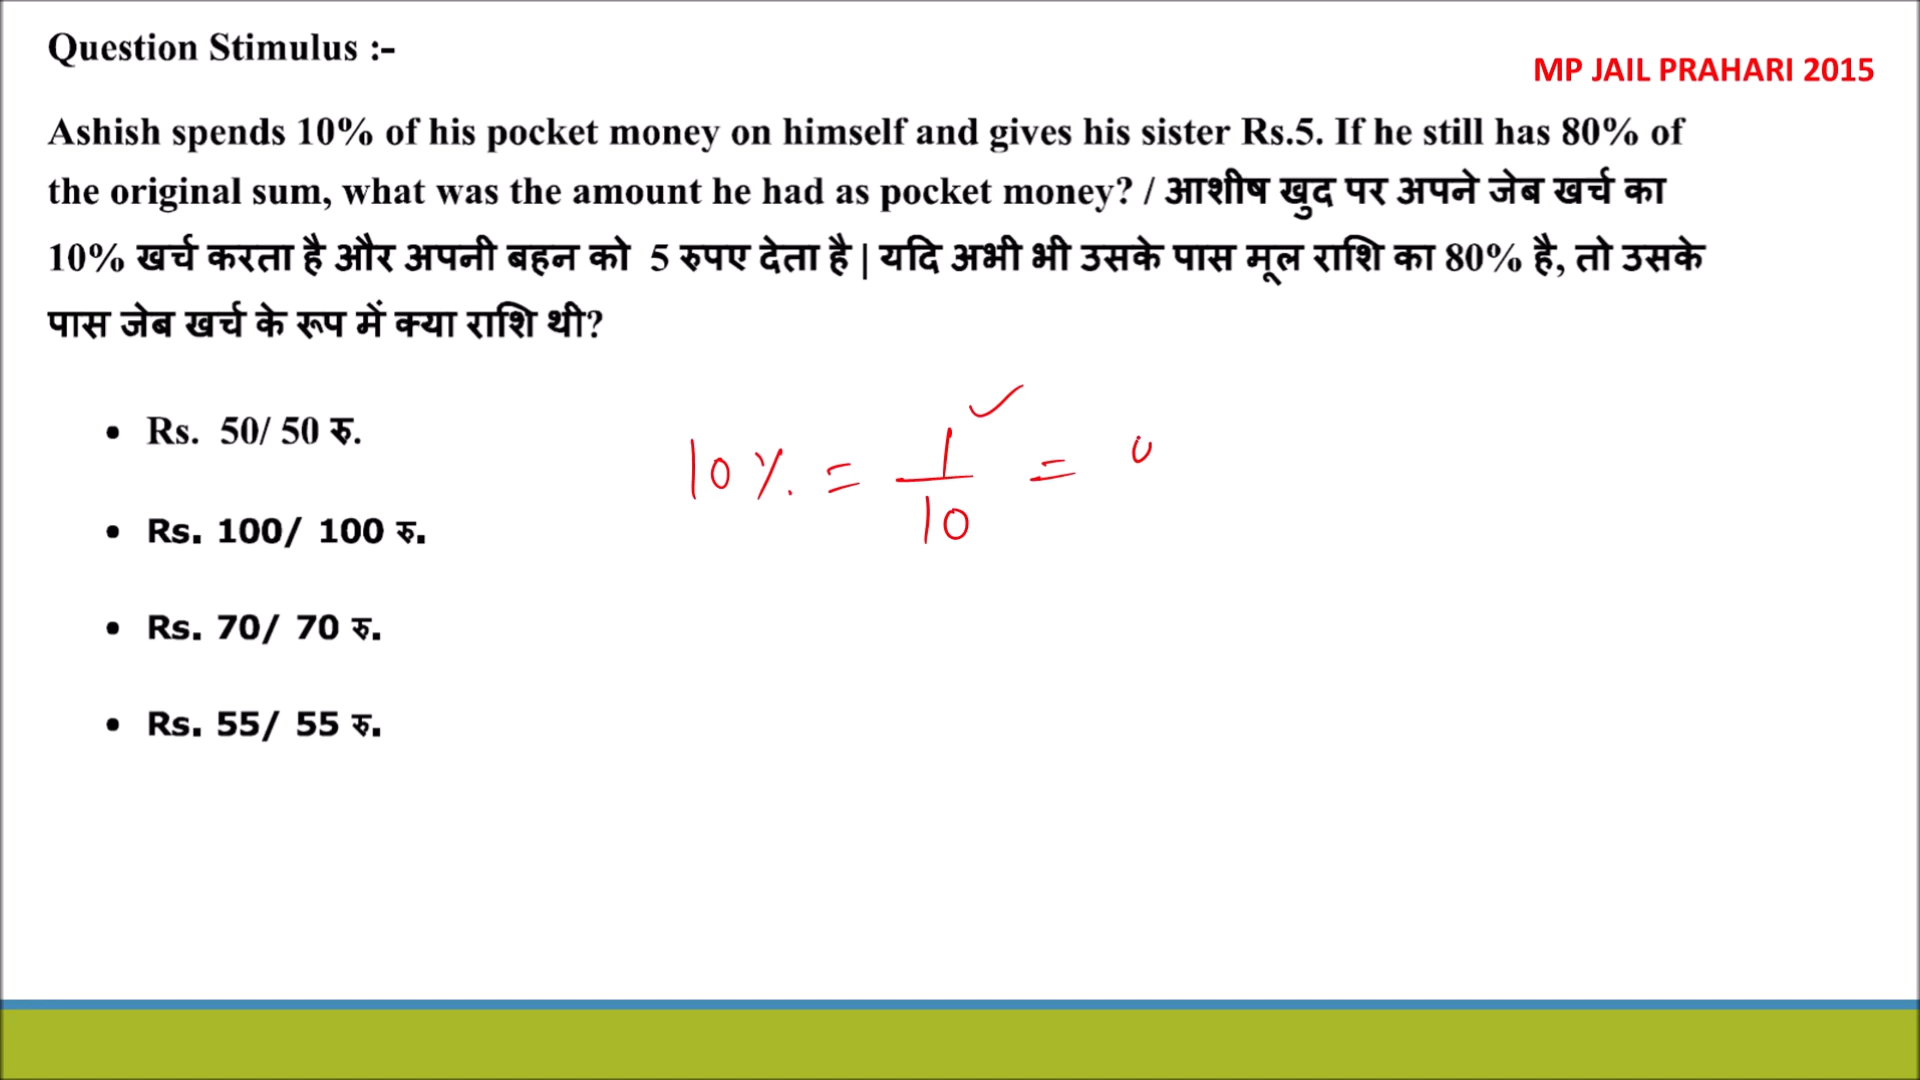 Question Stimulus :-
MP JAIL PRAHARI 2015
Ashish spends 10% of his pocket money on himself and gives his sister Rs.5. If he still has 80% of
the original sum, what was the amount he had as pocket money? / आशीष खुद पर अपने जेब खर्च का
10% खर्च करता है और अपनी बहन को 5 रुपए देता है | यदि अभी भी उसके पास मूल राशि का 80% है, तो उसके
पास जेब खर्च के रूप में क्या राशि थी?
• Rs. 50/ 50 रु.
10% = 1/10 =
• Rs. 100/ 100 रु.
• Rs. 70/ 70 रु.
• Rs. 55/ 55 रु.